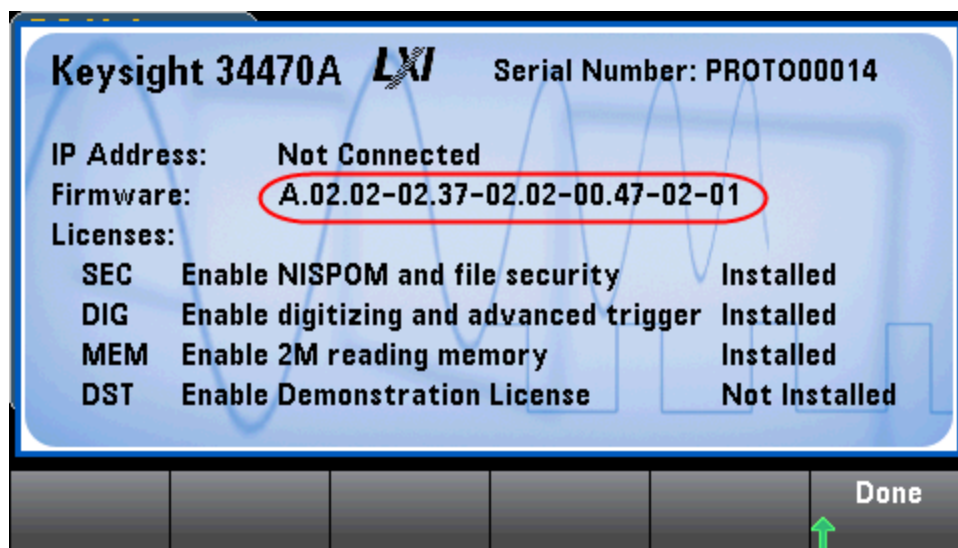 Keysight 34470A LXI Serial Number: PROTO00014
IP Address: Not Connected
Firmware: A.02.02-02.37-02.02-00.47-02-01
Licenses:
SEC Enable NISPOM and file security Installed
DIG Enable digitizing and advanced trigger Installed
MEM Enable 2M reading memory Installed
DST Enable Demonstration License Not Installed
Done